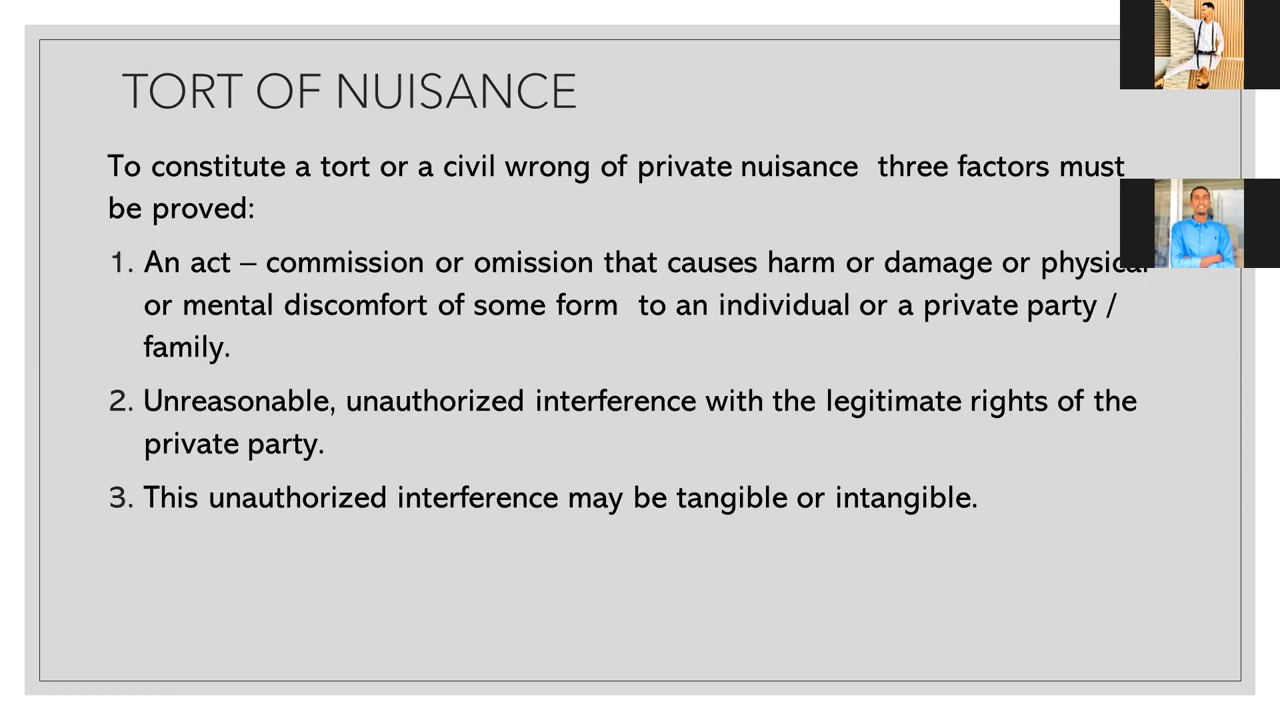 TORT OF NUISANCE
To constitute a tort or a civil wrong of private nuisance three factors must
be proved:
1. An act – commission or omission that causes harm or damage or physical
or mental discomfort of some form to an individual or a private party /
family.
2. Unreasonable, unauthorized interference with the legitimate rights of the
private party.
3. This unauthorized interference may be tangible or intangible.